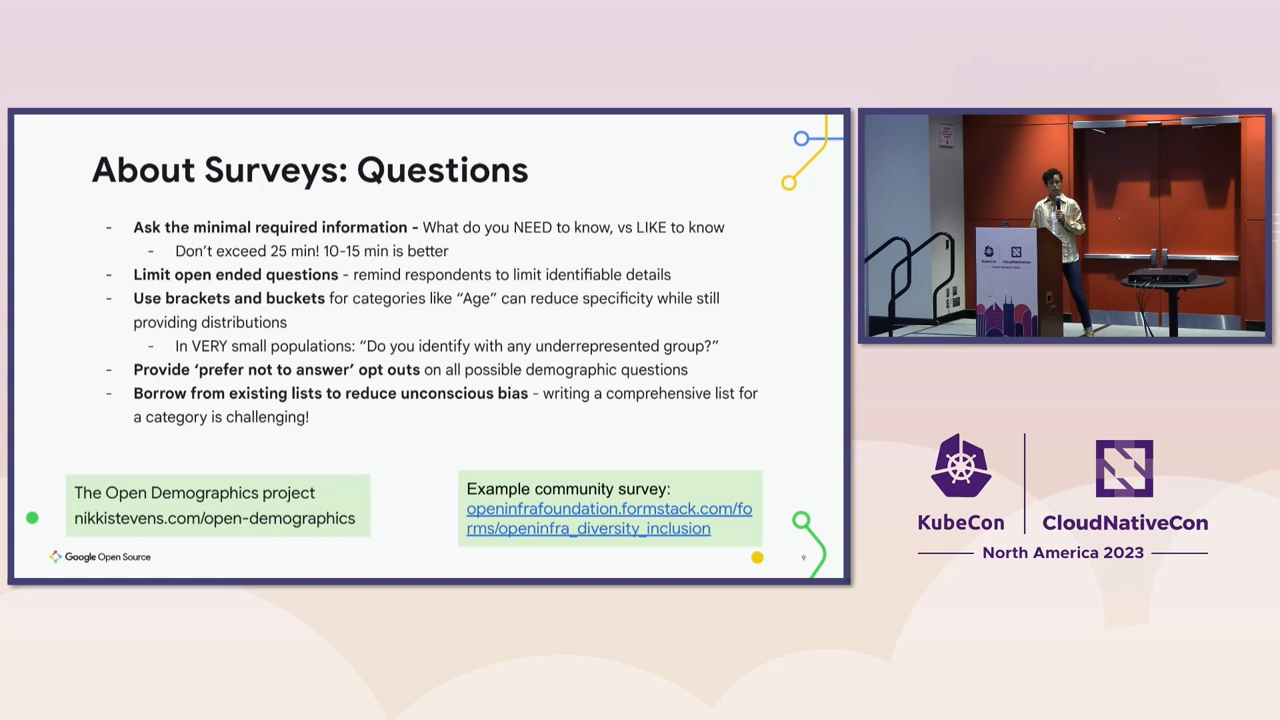 About Surveys: Questions
- Ask the minimal required information - What do you NEED to know, vs LIKE to know
- Don’t exceed 25 min! 10-15 min is better
- Limit open ended questions - remind respondents to limit identifiable details
- Use brackets and buckets for categories like “Age” can reduce specificity while still
providing distributions
- In VERY small populations: “Do you identify with any underrepresented group?”
- Provide ‘prefer not to answer’ opt outs on all possible demographic questions
- Borrow from existing lists to reduce unconscious bias - writing a comprehensive list for
a category is challenging!
The Open Demographics project
nikkistevens.com/open-demographics
Example community survey:
openinfrafoundation.formstack.com/fo
rms/openinfra_diversity_inclusion
Google Open Source
9
KubeCon
CloudNativeCon
North America 2023